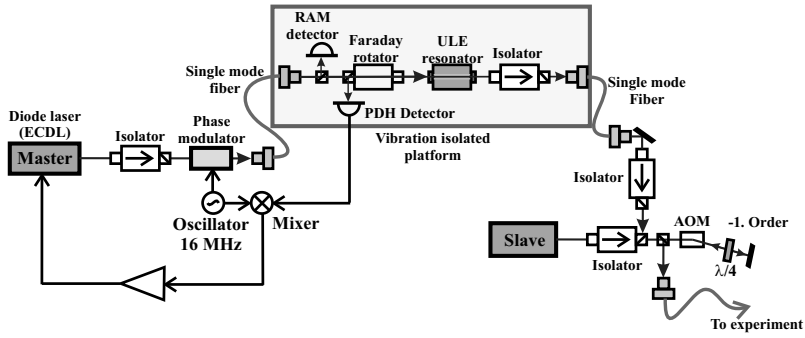 RAM
detector
Faraday
rotator
ULE
resonator
Isolator
Single mode
fiber
Single mode
Fiber
PDH Detector
Vibration isolated
platform
Diode laser
(ECDL)
Master
Isolator
Phase
modulator
Oscillator
16 MHz
Mixer
Isolator
Slave
Isolator
AOM
-1. Order
λ/4
To experiment